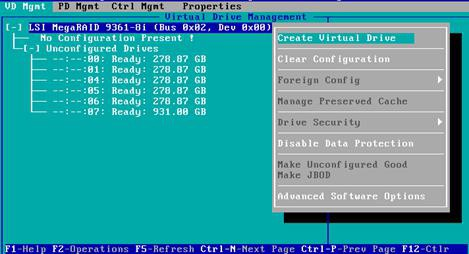 VD Mgmt PD Mgmt Ctrl Mgmt Properties
Virtual Drive Management
[-] LSI MegaRAID 9361-8i (Bus 0x02, Dev 0x00)
No Configuration Present !
[-] Unconfigured Drives
--:--:00: Ready: 278.87 GB
--:--:01: Ready: 278.87 GB
--:--:04: Ready: 278.87 GB
--:--:05: Ready: 278.87 GB
--:--:06: Ready: 278.87 GB
--:--:07: Ready: 931.00 GB
Create Virtual Drive
Clear Configuration
Foreign Config
Manage Preserved Cache
Drive Security
Disable Data Protection
Make Unconfigured Good
Make JBOD
Advanced Software Options
F1-Help F2-Operations F5-Refresh Ctrl-N-Next Page Ctrl-P-Prev Page F12-Ctlr